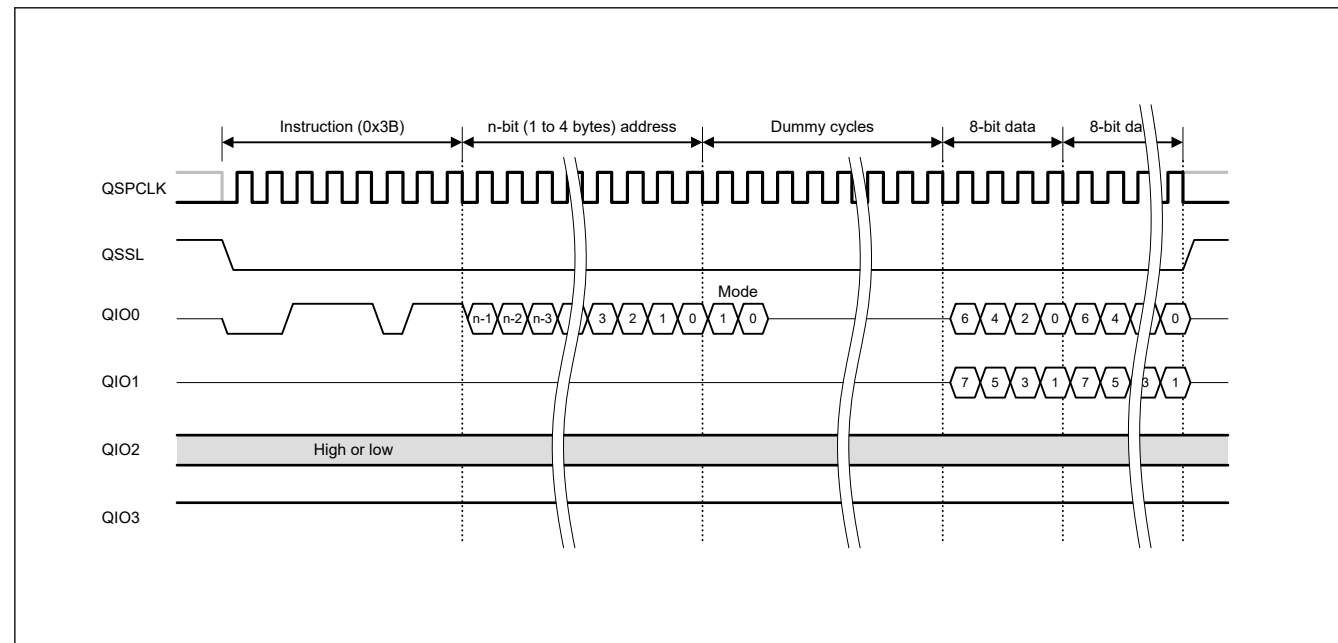 Instruction (0x3B) n-bit (1 to 4 bytes) address Dummy cycles 8-bit data 8-bit da
QSPCLK
QSSL
Mode
QIO0 n-1 n-2 n-3 3 2 1 0 1 0 6 4 2 0 6 4 0
QIO1 7 5 3 1 7 5 3 1
QIO2 High or low
QIO3